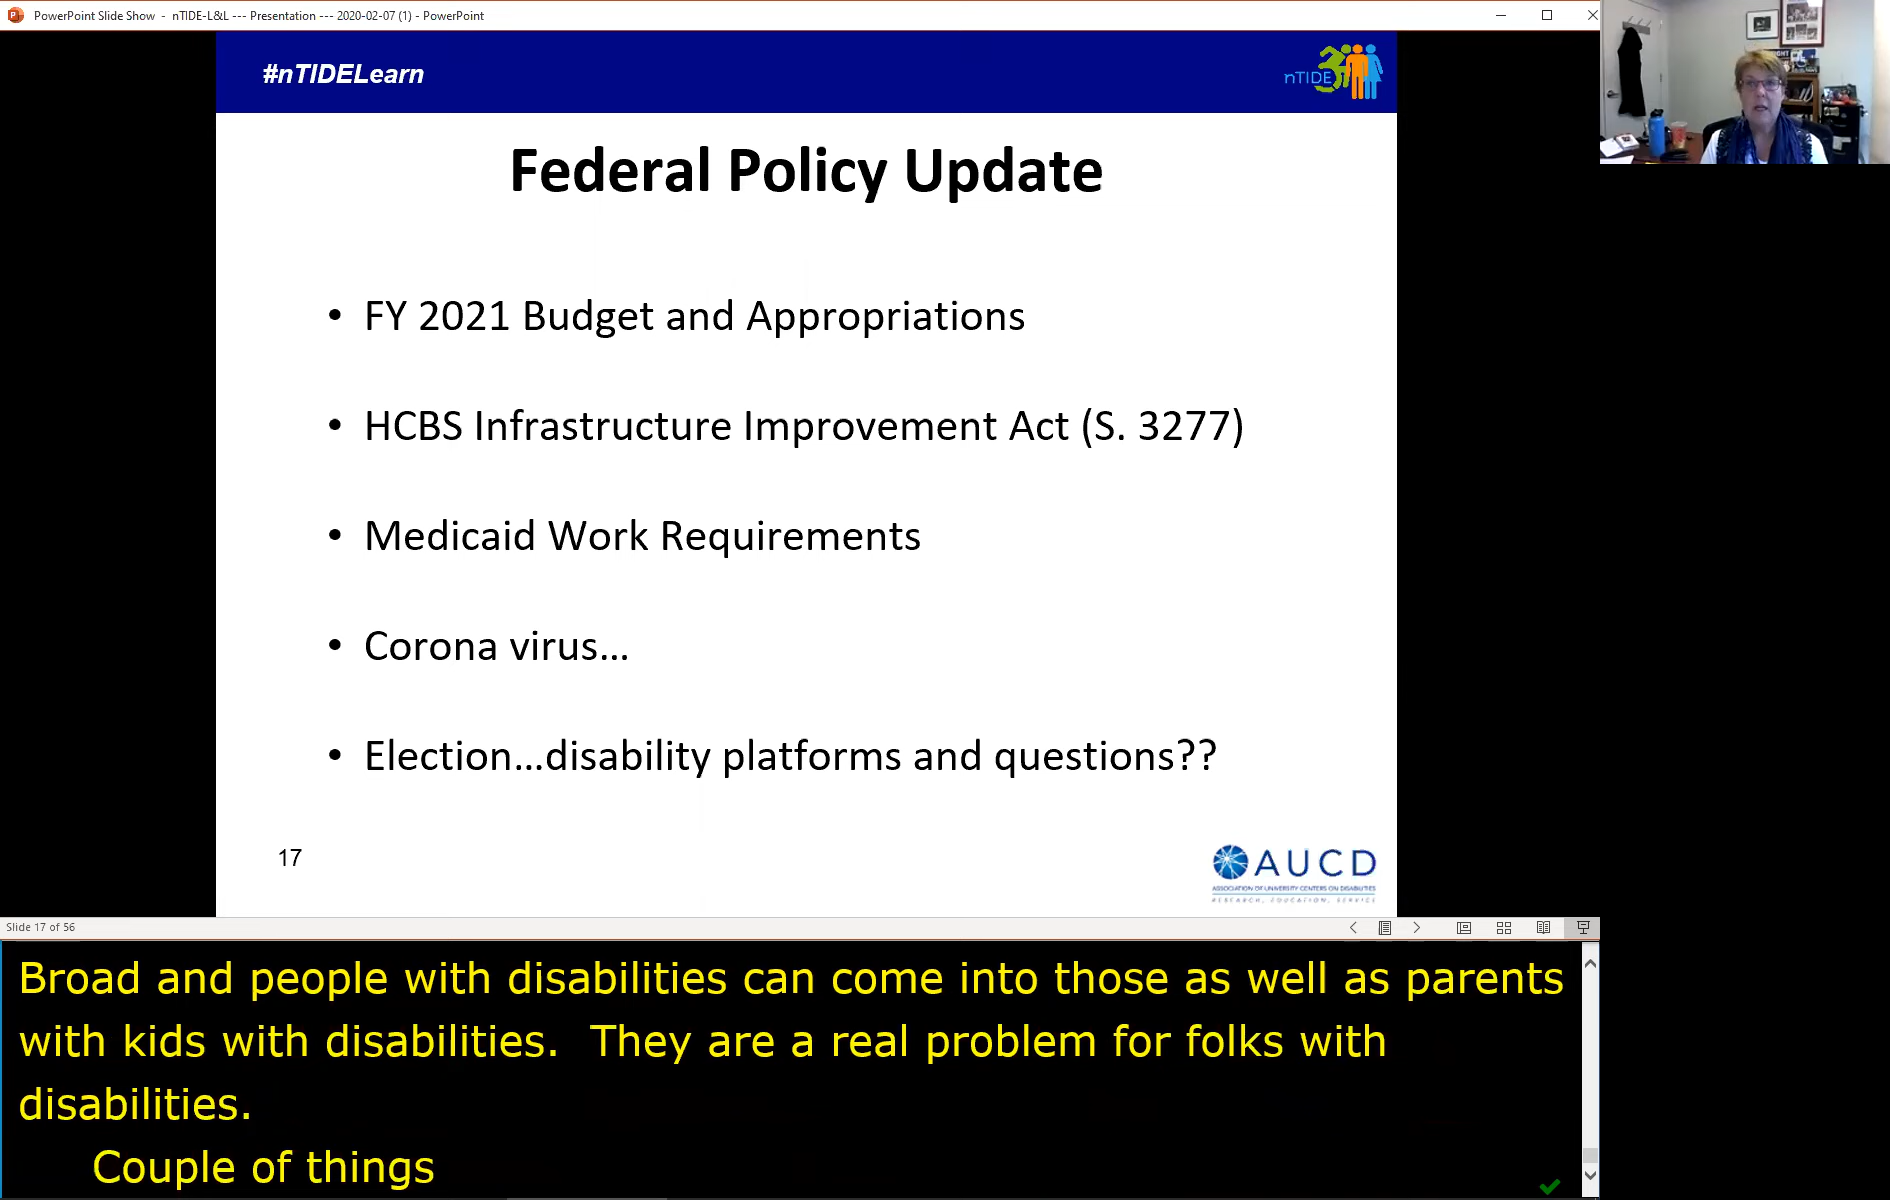 PowerPoint Slide Show - nTIDE-L&L --- Presentation --- 2020-02-07 (1) - PowerPoint
#nTIDELearn
nTIDE
Federal Policy Update
• FY 2021 Budget and Appropriations
• HCBS Infrastructure Improvement Act (S. 3277)
• Medicaid Work Requirements
• Corona virus…
• Election…disability platforms and questions??
17
AUCD
ASSOCIATION OF UNIVERSITY CENTERS ON DISABILITIES
RESEARCH, EDUCATION, SERVICE
Slide 17 of 56
Broad and people with disabilities can come into those as well as parents
with kids with disabilities.  They are a real problem for folks with
disabilities.
Couple of things